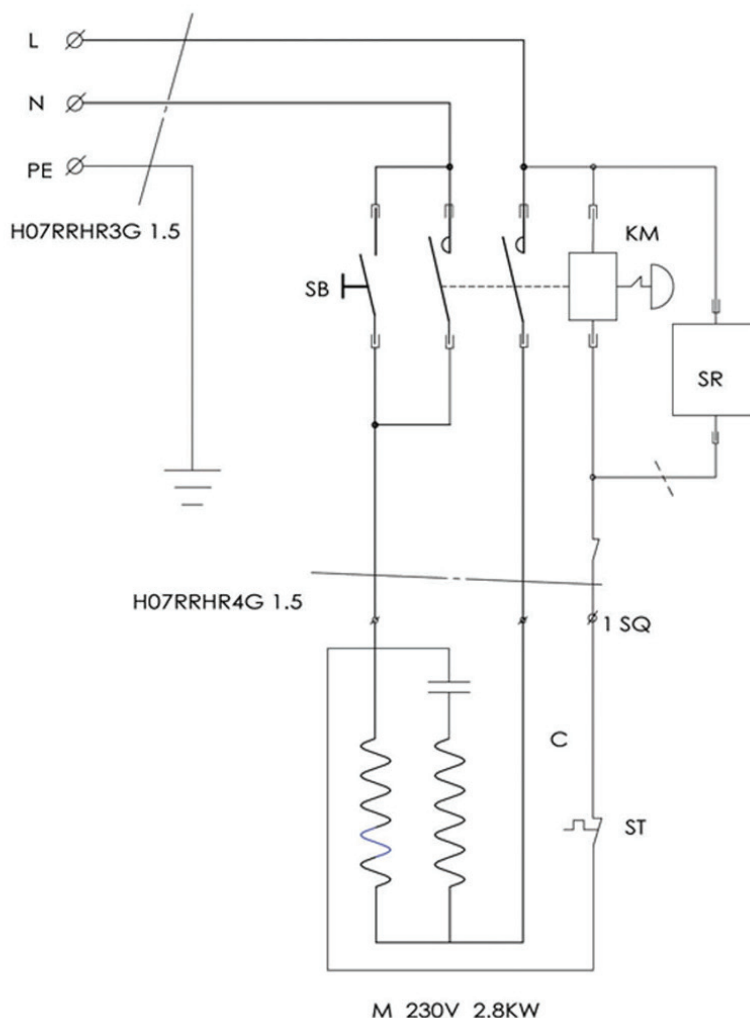 L
N
PE
H07RRHR3G 1.5
KM
SB
SR
H07RRHR4G 1.5
1 SQ
C
ST
M 230V 2.8KW